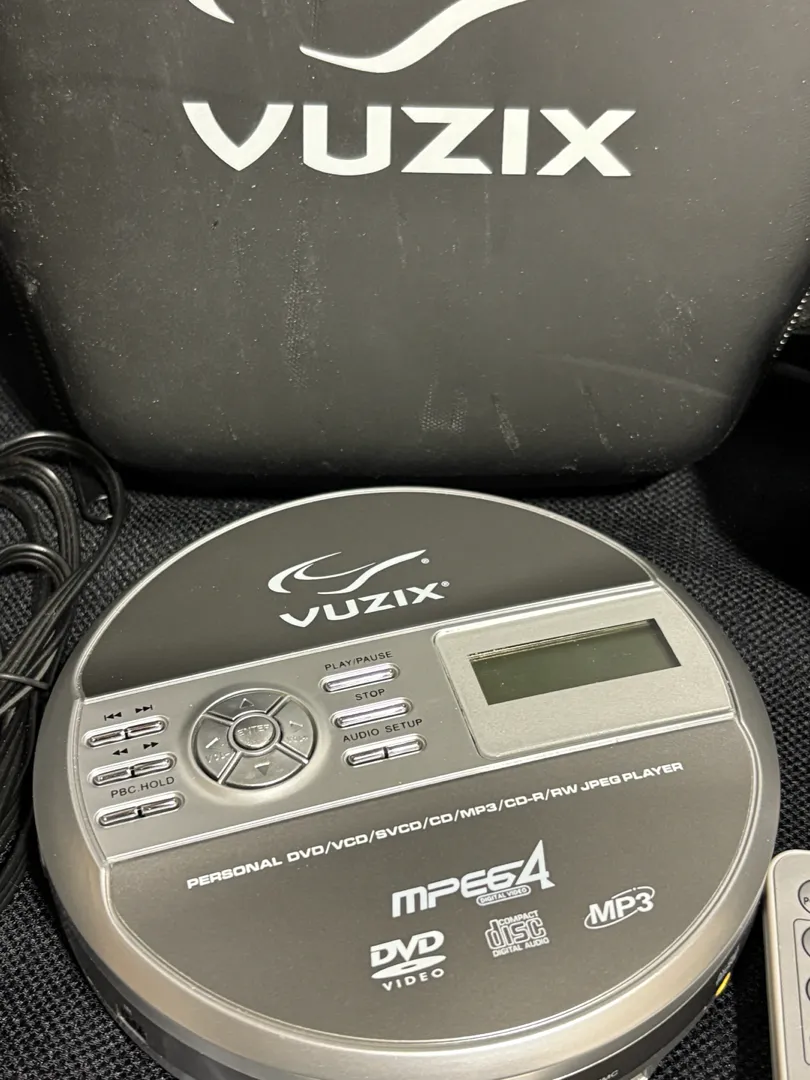 VUZIX
VUZIX®
PLAY/PAUSE
STOP
AUDIO SETUP
PBC.HOLD
ENTER
PERSONAL DVD/VCD/SVCD/CD/MP3/CD-R/RW JPEG PLAYER
MPEG4
DIGITAL VIDEO
DVD
VIDEO
COMPACT
disc
DIGITAL AUDIO
MP3